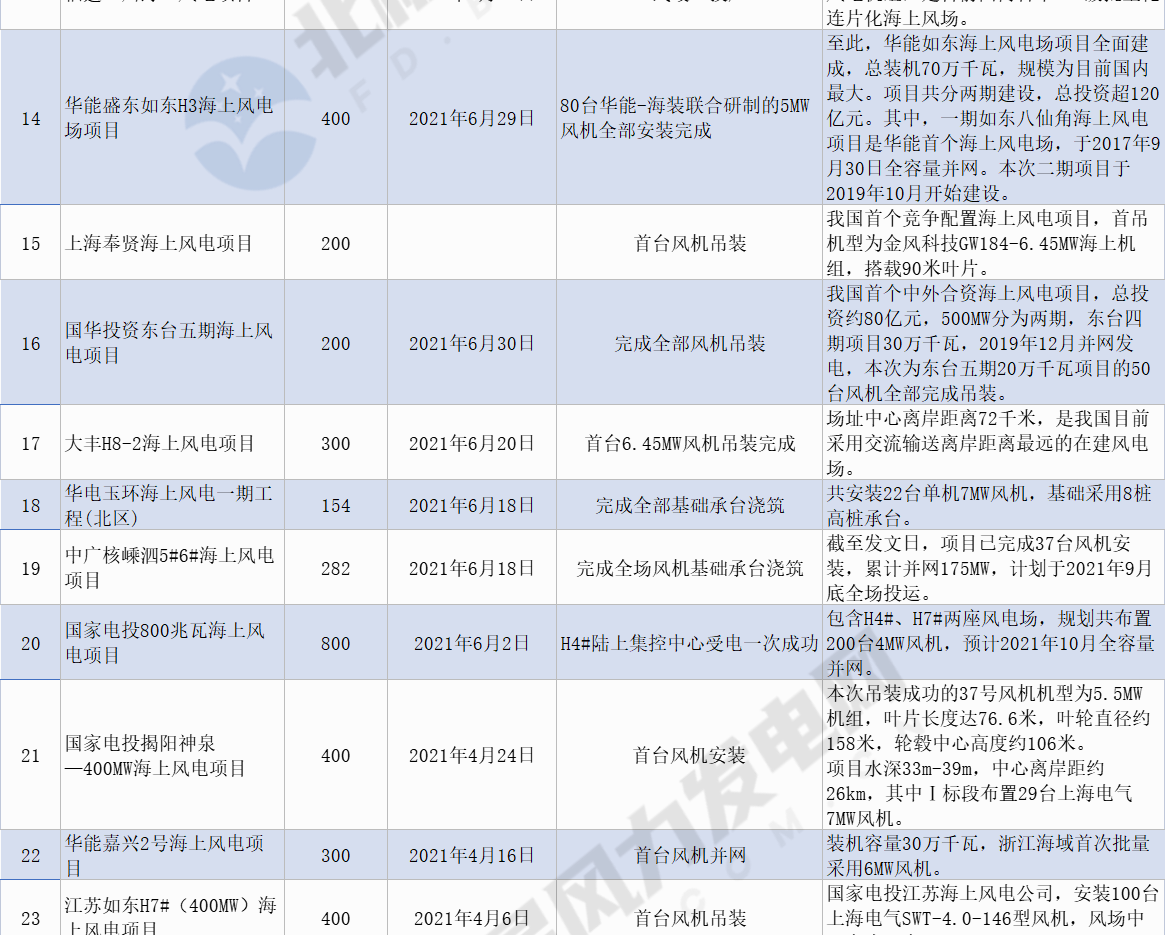 连片化海上风场。
14
华能盛东如东H3海上风电
场项目
400
2021年6月29日
80台华能-海装联合研制的5MW
风机全部安装完成
至此，华能如东海上风电场项目全面建
成，总装机70万千瓦，规模为目前国内
最大。项目共分两期建设，总投资超120
亿元。其中，一期如东八仙角海上风电
项目是华能首个海上风电场，于2017年9
月30日全容量并网。本次二期项目于
2019年10月开始建设。
15
上海奉贤海上风电项目
200
首台风机吊装
我国首个竞争配置海上风电项目，首吊
机型为金风科技GW184-6.45MW海上机
组，搭载90米叶片。
16
国华投资东台五期海上风
电项目
200
2021年6月30日
完成全部风机吊装
我国首个中外合资海上风电项目，总投
资约80亿元，500MW分为两期，东台四
期项目30万千瓦，2019年12月并网发
电，本次为东台五期20万千瓦项目的50
台风机全部完成吊装。
17
大丰H8-2海上风电项目
300
2021年6月20日
首台6.45MW风机吊装完成
场址中心离岸距离72千米，是我国目前
采用交流输送离岸距离最远的在建风电
场。
18
华电玉环海上风电一期工
程(北区)
154
2021年6月18日
完成全部基础承台浇筑
共安装22台单机7MW风机，基础采用8桩
高桩承台。
19
中广核嵊泗5#6#海上风电
项目
282
2021年6月18日
完成全场风机基础承台浇筑
截至发文日，项目已完成37台风机安
装，累计并网175MW，计划于2021年9月
底全场投运。
20
国家电投800兆瓦海上风
电项目
800
2021年6月2日
H4#陆上集控中心受电一次成功
包含H4#、H7#两座风电场，规划共布置
200台4MW风机，预计2021年10月全容量
并网。
21
国家电投揭阳神泉
一400MW海上风电项目
400
2021年4月24日
首台风机安装
本次吊装成功的37号风机机型为5.5MW
机组，叶片长度达76.6米，叶轮直径约
158米，轮毂中心高度约106米。
项目水深33m-39m，中心离岸距约
26km，其中Ⅰ标段布置29台上海电气
7MW风机。
22
华能嘉兴2号海上风电项
目
300
2021年4月16日
首台风机并网
装机容量30万千瓦，浙江海域首次批量
采用6MW风机。
23
江苏如东H7#（400MW）海
上风电项目
400
2021年4月6日
首台风机吊装
国家电投江苏海上风电公司，安装100台
上海电气SWT-4.0-146型风机，风场中